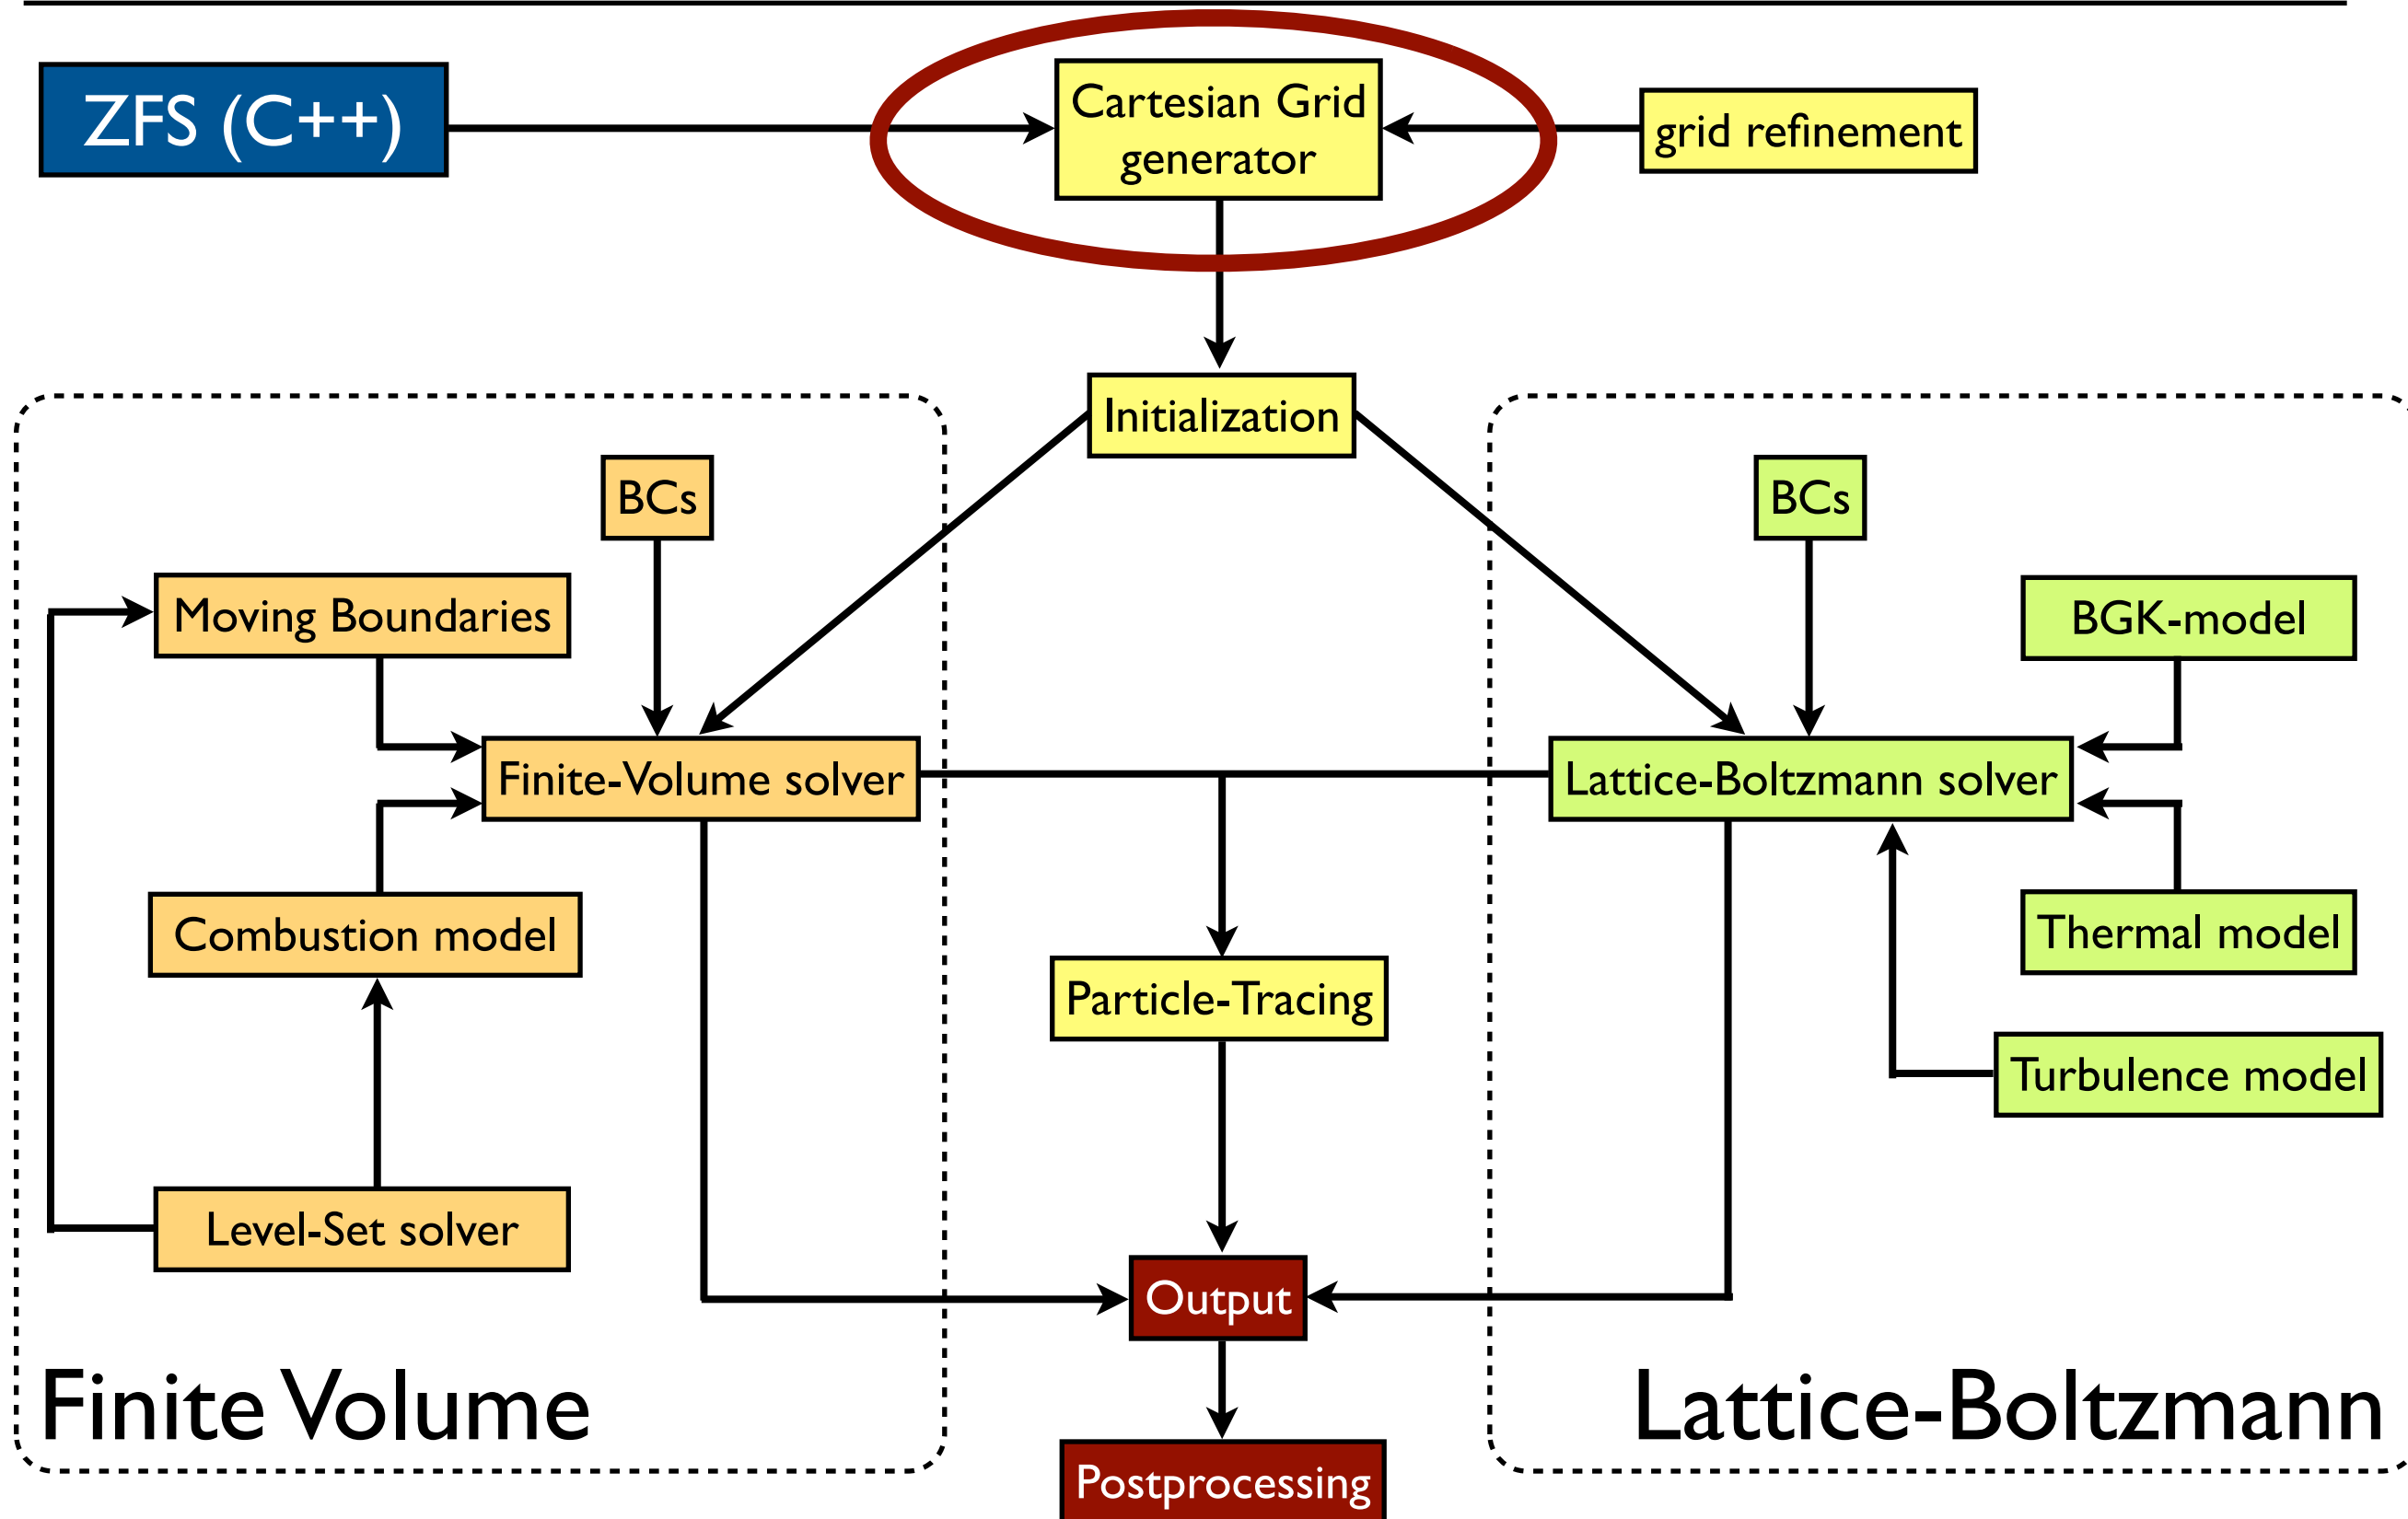 ZFS (C++)
Caresian Grid
generator
grid refinement
Initialization
BCs
BCs
Moving Boundaries
BGK-model
Finite-Volume solver
Lattice-Boltzmann solver
Combustion model
Thermal model
Particle-Tracing
Turbulence model
Level-Set solver
Output
Finite Volume
Lattice-Boltzmann
Postprocessing